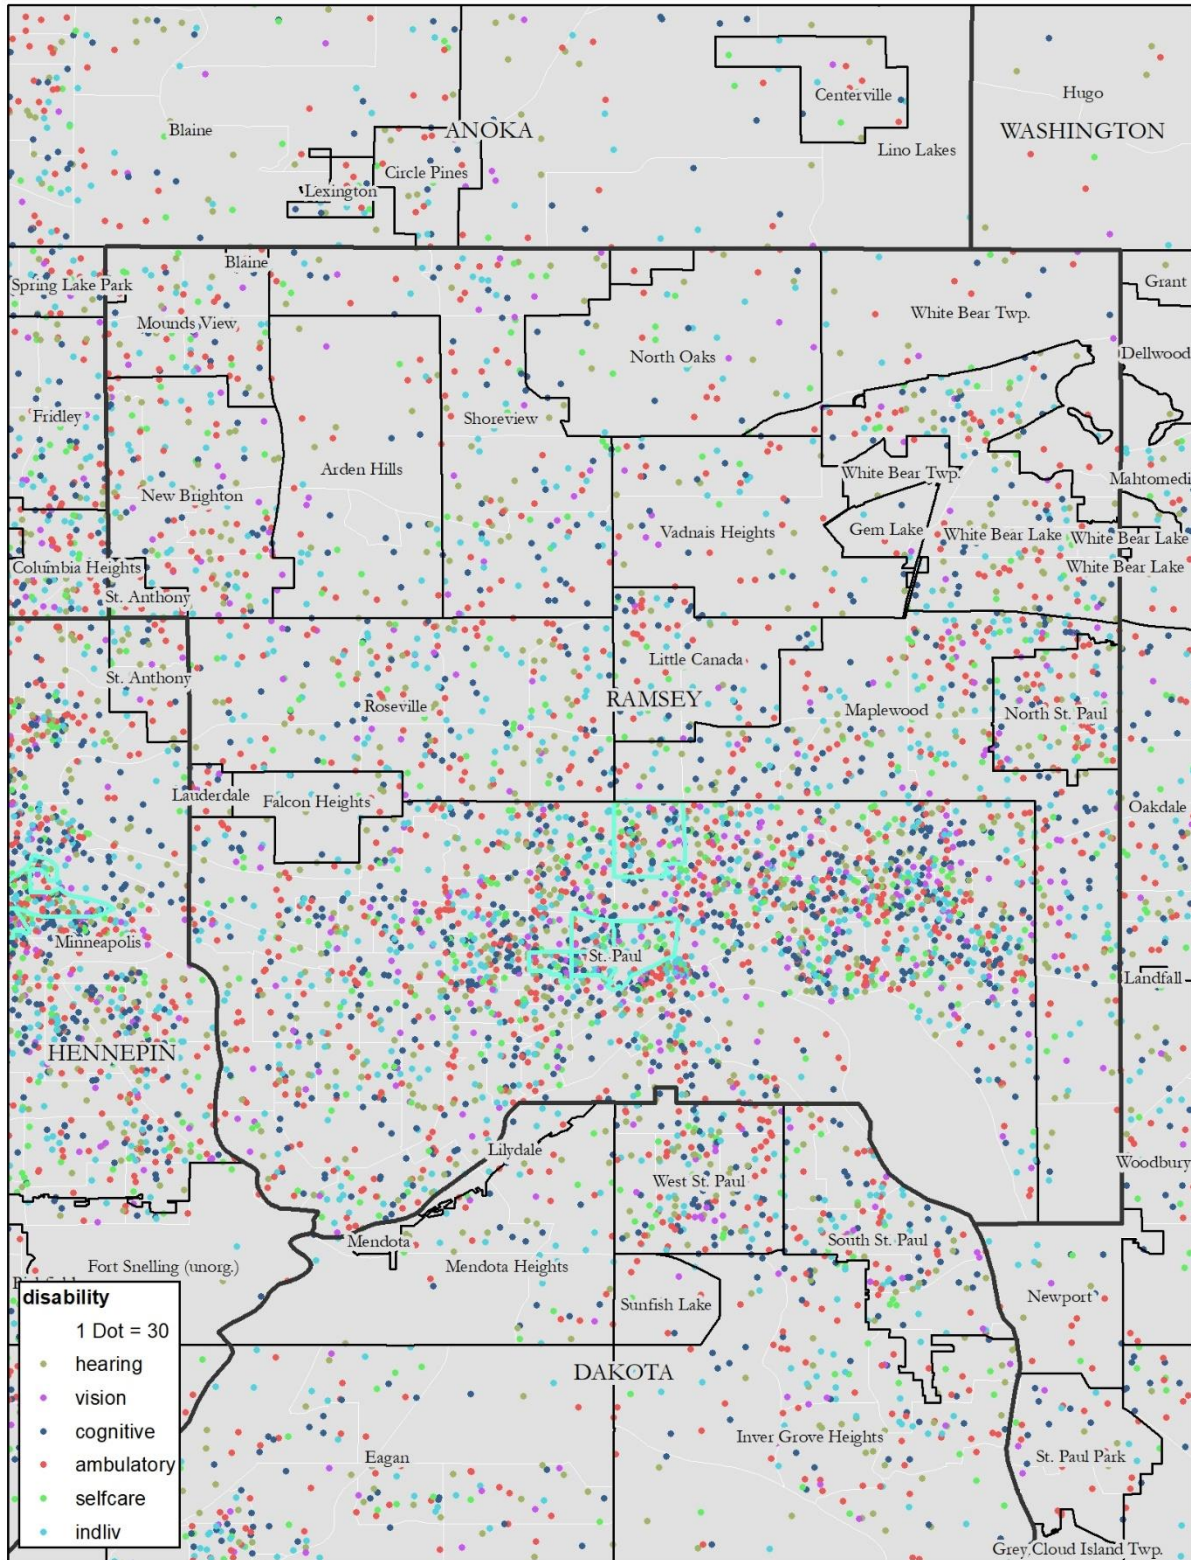 Centerville
Hugo
Blaine
ANOKA
WASHINGTON
Lino Lakes
Circle Pines
Lexington
Blaine
Spring Lake Park
Grant
White Bear Twp.
Mounds View
Dellwood
North Oaks
Fridley
Shoreview
Arden Hills
White Bear Twp.
Mahtomedi
New Brighton
Vadnais Heights
Gem Lake
White Bear Lake
White Bear Lake
Columbia Heights
White Bear Lake
St. Anthony
Little Canada
St. Anthony
RAMSEY
Roseville
Maplewood
North St. Paul
Lauderdale
Falcon Heights
Oakdale
Minneapolis
St. Paul
Landfall
HENNEPIN
Lilydale
Woodbury
West St. Paul
South St. Paul
Mendota
Fort Snelling (unorg.)
Mendota Heights
Sunfish Lake
Newport
disability
1 Dot = 30
hearing
vision
cognitive
ambulatory
selfcare
indliv
DAKOTA
Inver Grove Heights
Eagan
St. Paul Park
Grey Cloud Island Twp.